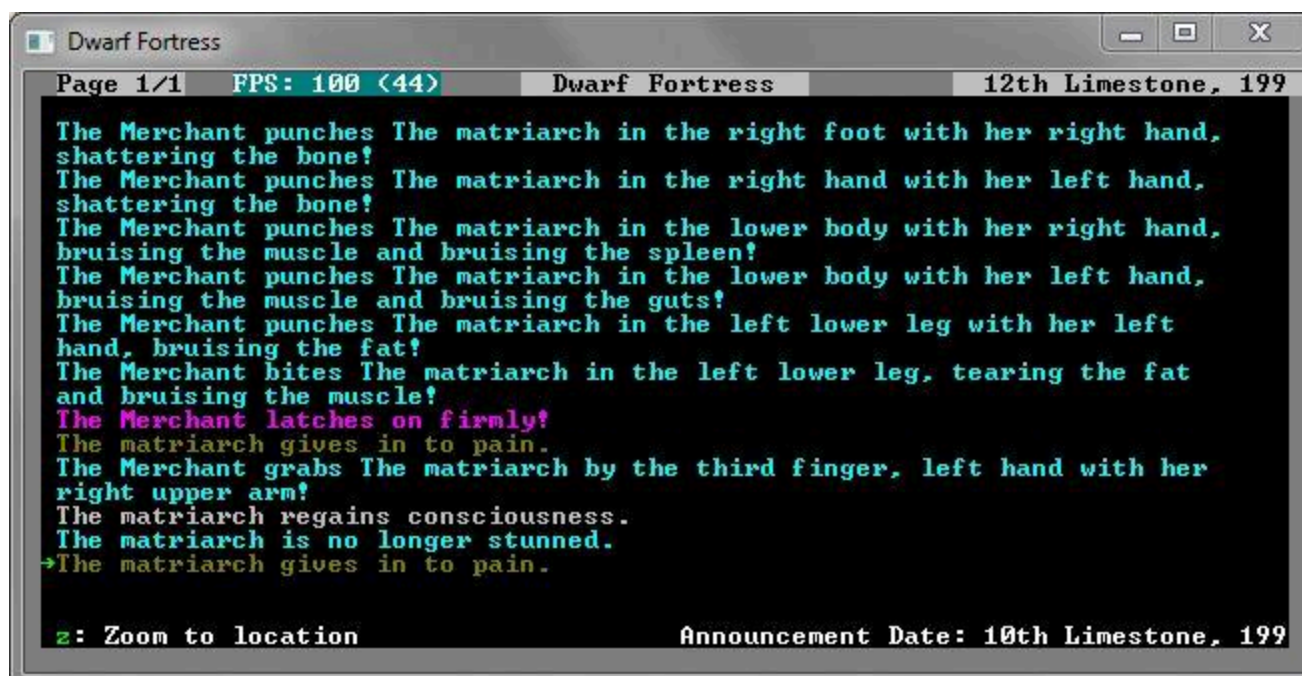 Dwarf Fortress
Page 1/1 FPS: 100 (44) Dwarf Fortress 12th Limestone, 199
The Merchant punches The matriarch in the right foot with her right hand,
shattering the bone!
The Merchant punches The matriarch in the right hand with her left hand,
shattering the bone!
The Merchant punches The matriarch in the lower body with her right hand,
bruising the muscle and bruising the spleen!
The Merchant punches The matriarch in the lower body with her left hand,
bruising the muscle and bruising the guts!
The Merchant punches The matriarch in the left lower leg with her left
hand, bruising the fat!
The Merchant bites The matriarch in the left lower leg, tearing the fat
and bruising the muscle!
The Merchant latches on firmly!
The matriarch gives in to pain.
The Merchant grabs The matriarch by the third finger, left hand with her
right upper arm!
The matriarch regains consciousness.
The matriarch is no longer stunned.
→The matriarch gives in to pain.
z: Zoom to location Announcement Date: 10th Limestone, 199